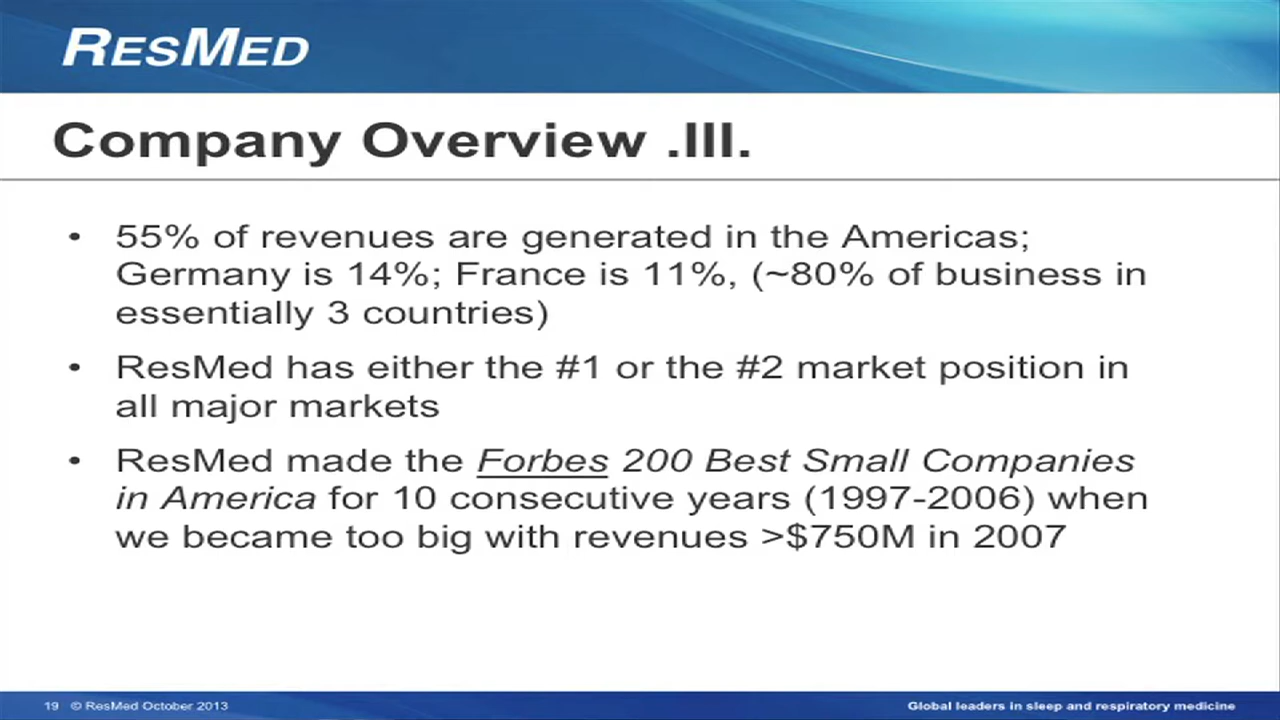 RESMED
Company Overview .III.
• 55% of revenues are generated in the Americas;
Germany is 14%; France is 11%, (~80% of business in
essentially 3 countries)
• ResMed has either the #1 or the #2 market position in
all major markets
• ResMed made the Forbes 200 Best Small Companies
in America for 10 consecutive years (1997-2006) when
we became too big with revenues >$750M in 2007
19 © ResMed October 2013
Global leaders in sleep and respiratory medicine